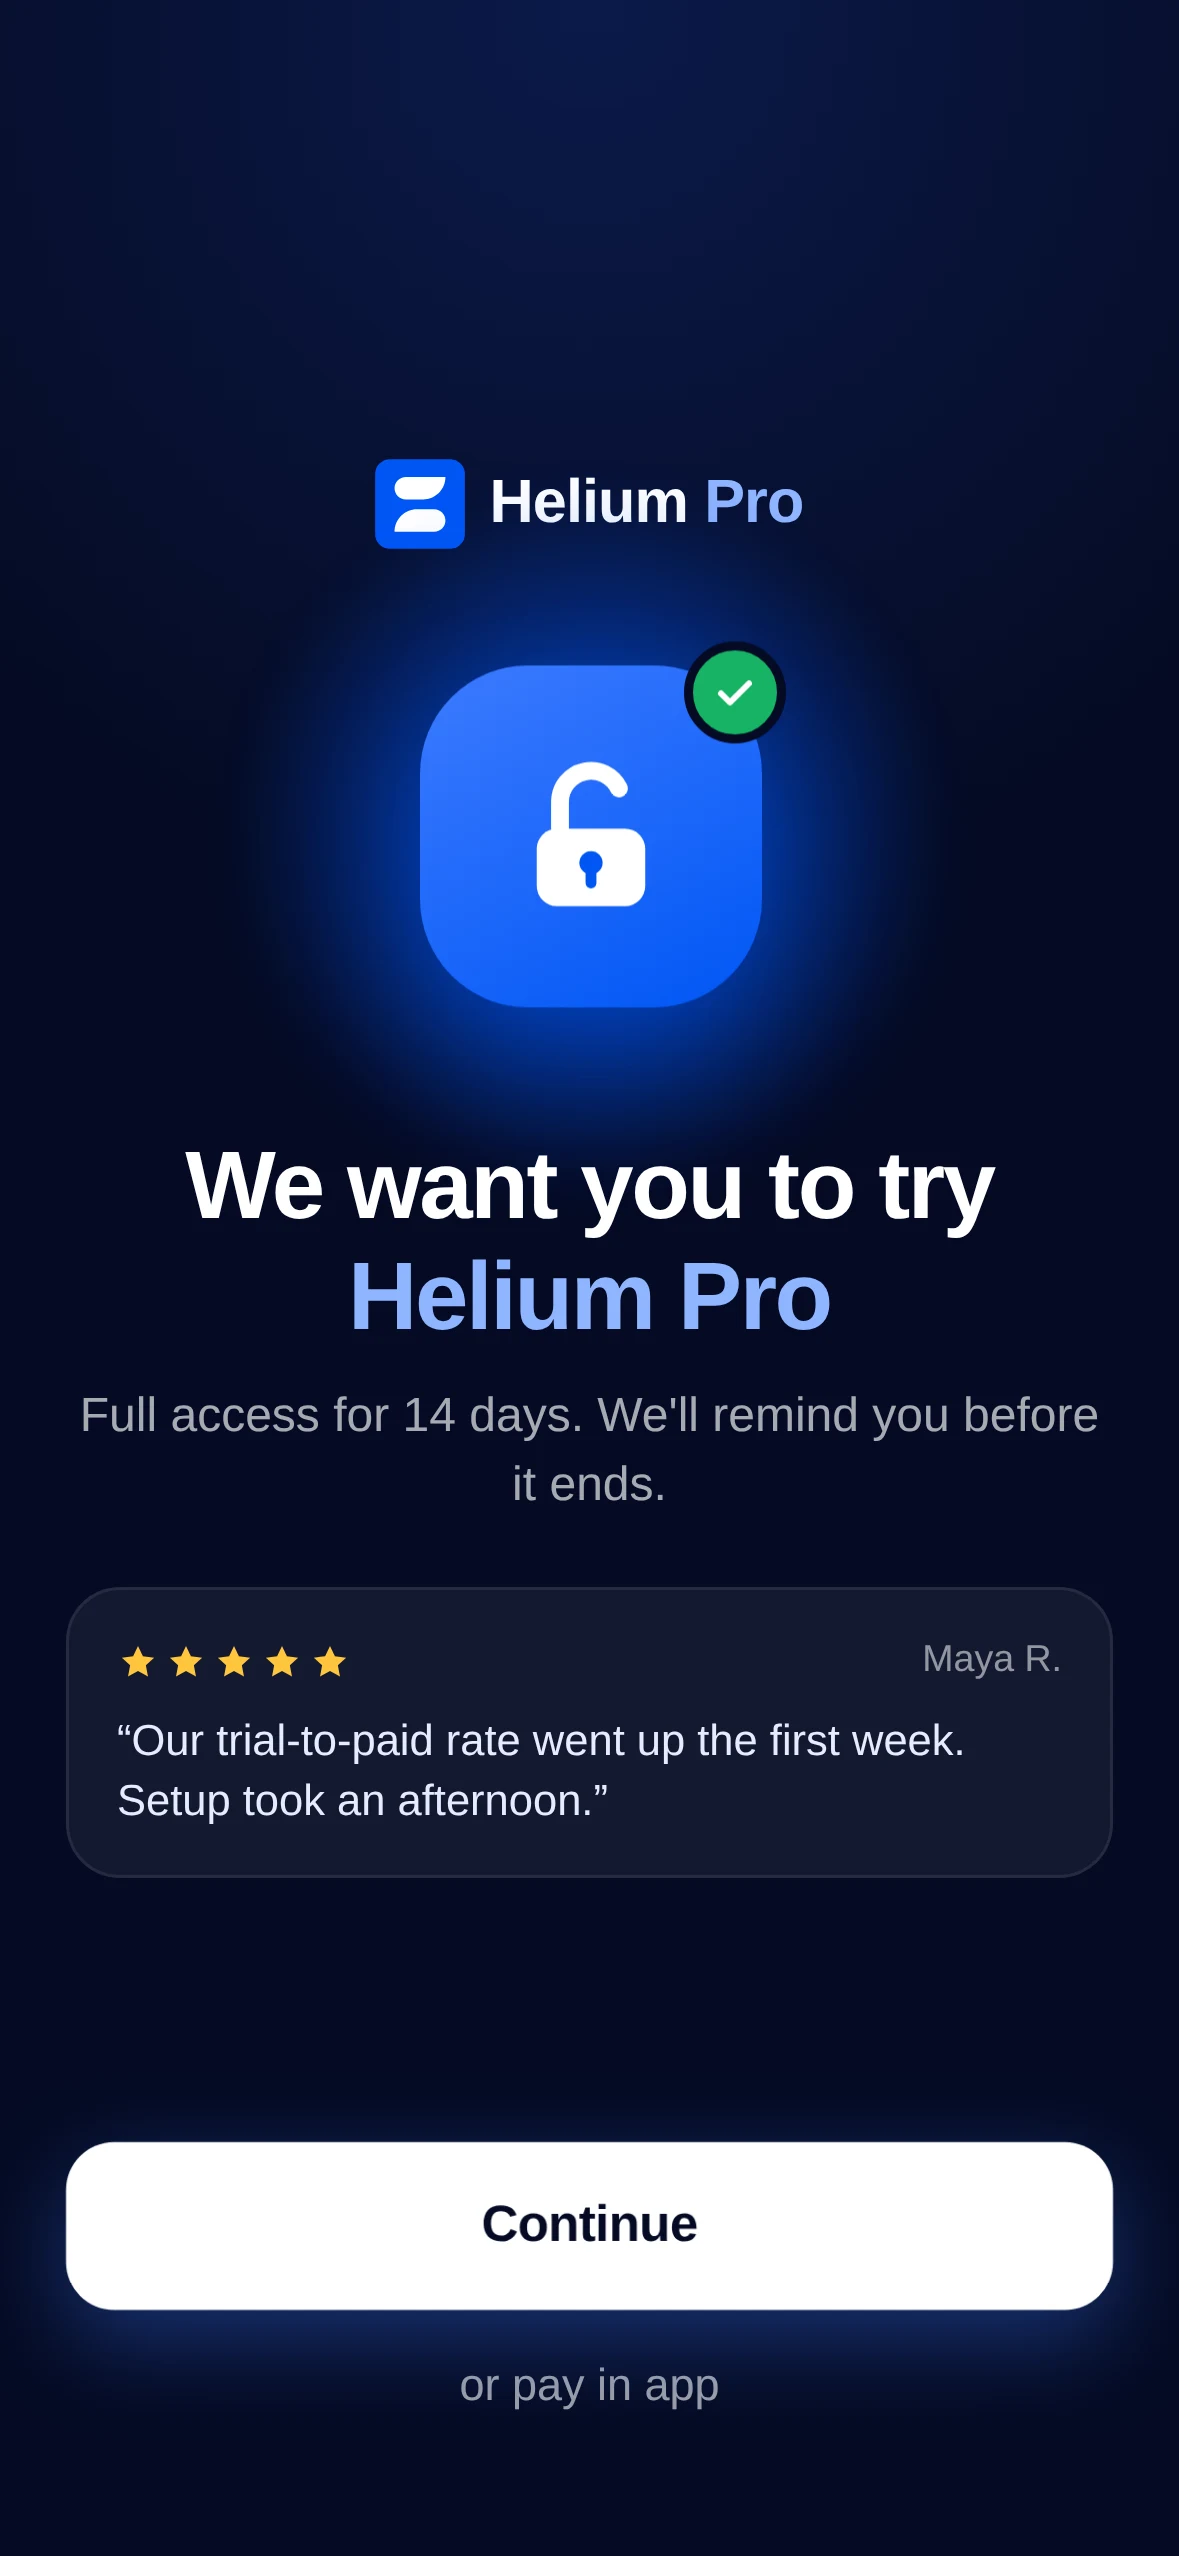 Helium Pro
We want you to try
Helium Pro
Full access for 14 days. We'll remind you before
it ends.
Maya R.
“Our trial-to-paid rate went up the first week.
Setup took an afternoon.”
Continue
or pay in app